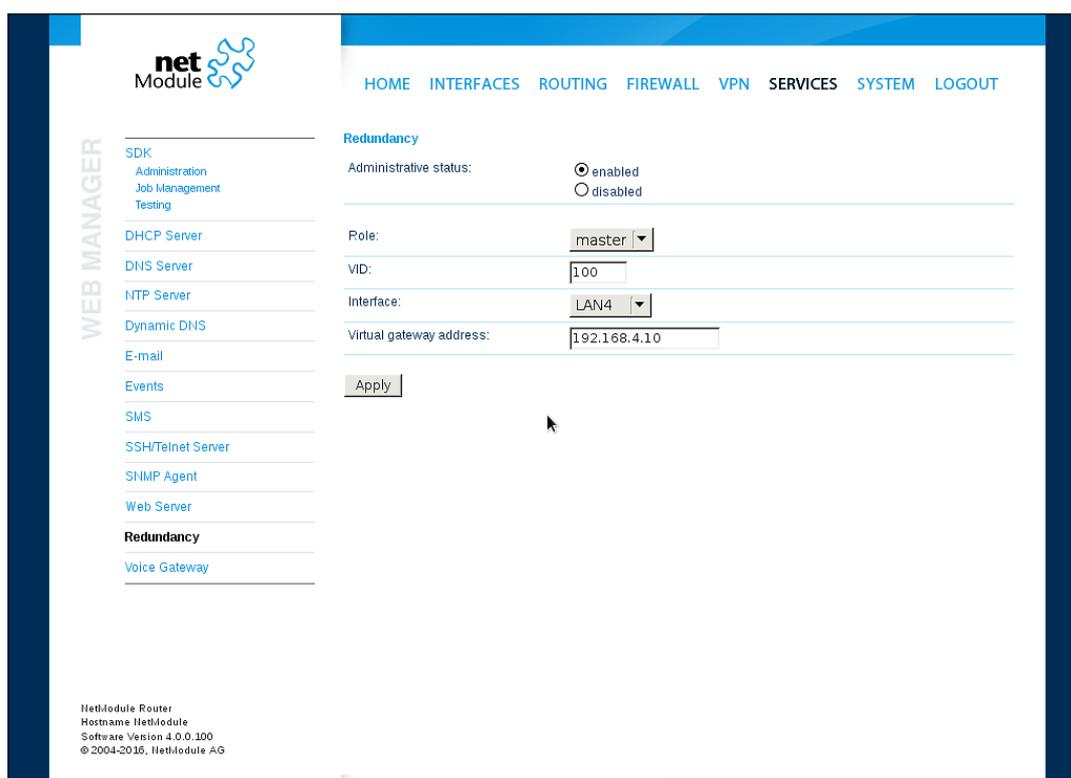 net
Module
HOME INTERFACES ROUTING FIREWALL VPN SERVICES SYSTEM LOGOUT
WEB MANAGER
SDK
Administration
Job Management
Testing
DHCP Server
DNS Server
NTP Server
Dynamic DNS
E-mail
Events
SMS
SSH/Telnet Server
SNMP Agent
Web Server
Redundancy
Voice Gateway
Redundancy
Administrative status:
enabled
disabled
Role: master
VID: 100
Interface: LAN4
Virtual gateway address: 192.168.4.10
Apply
NetModule Router
Hostname NetModule
Software Version 4.0.0.100
© 2004-2016, NetModule AG